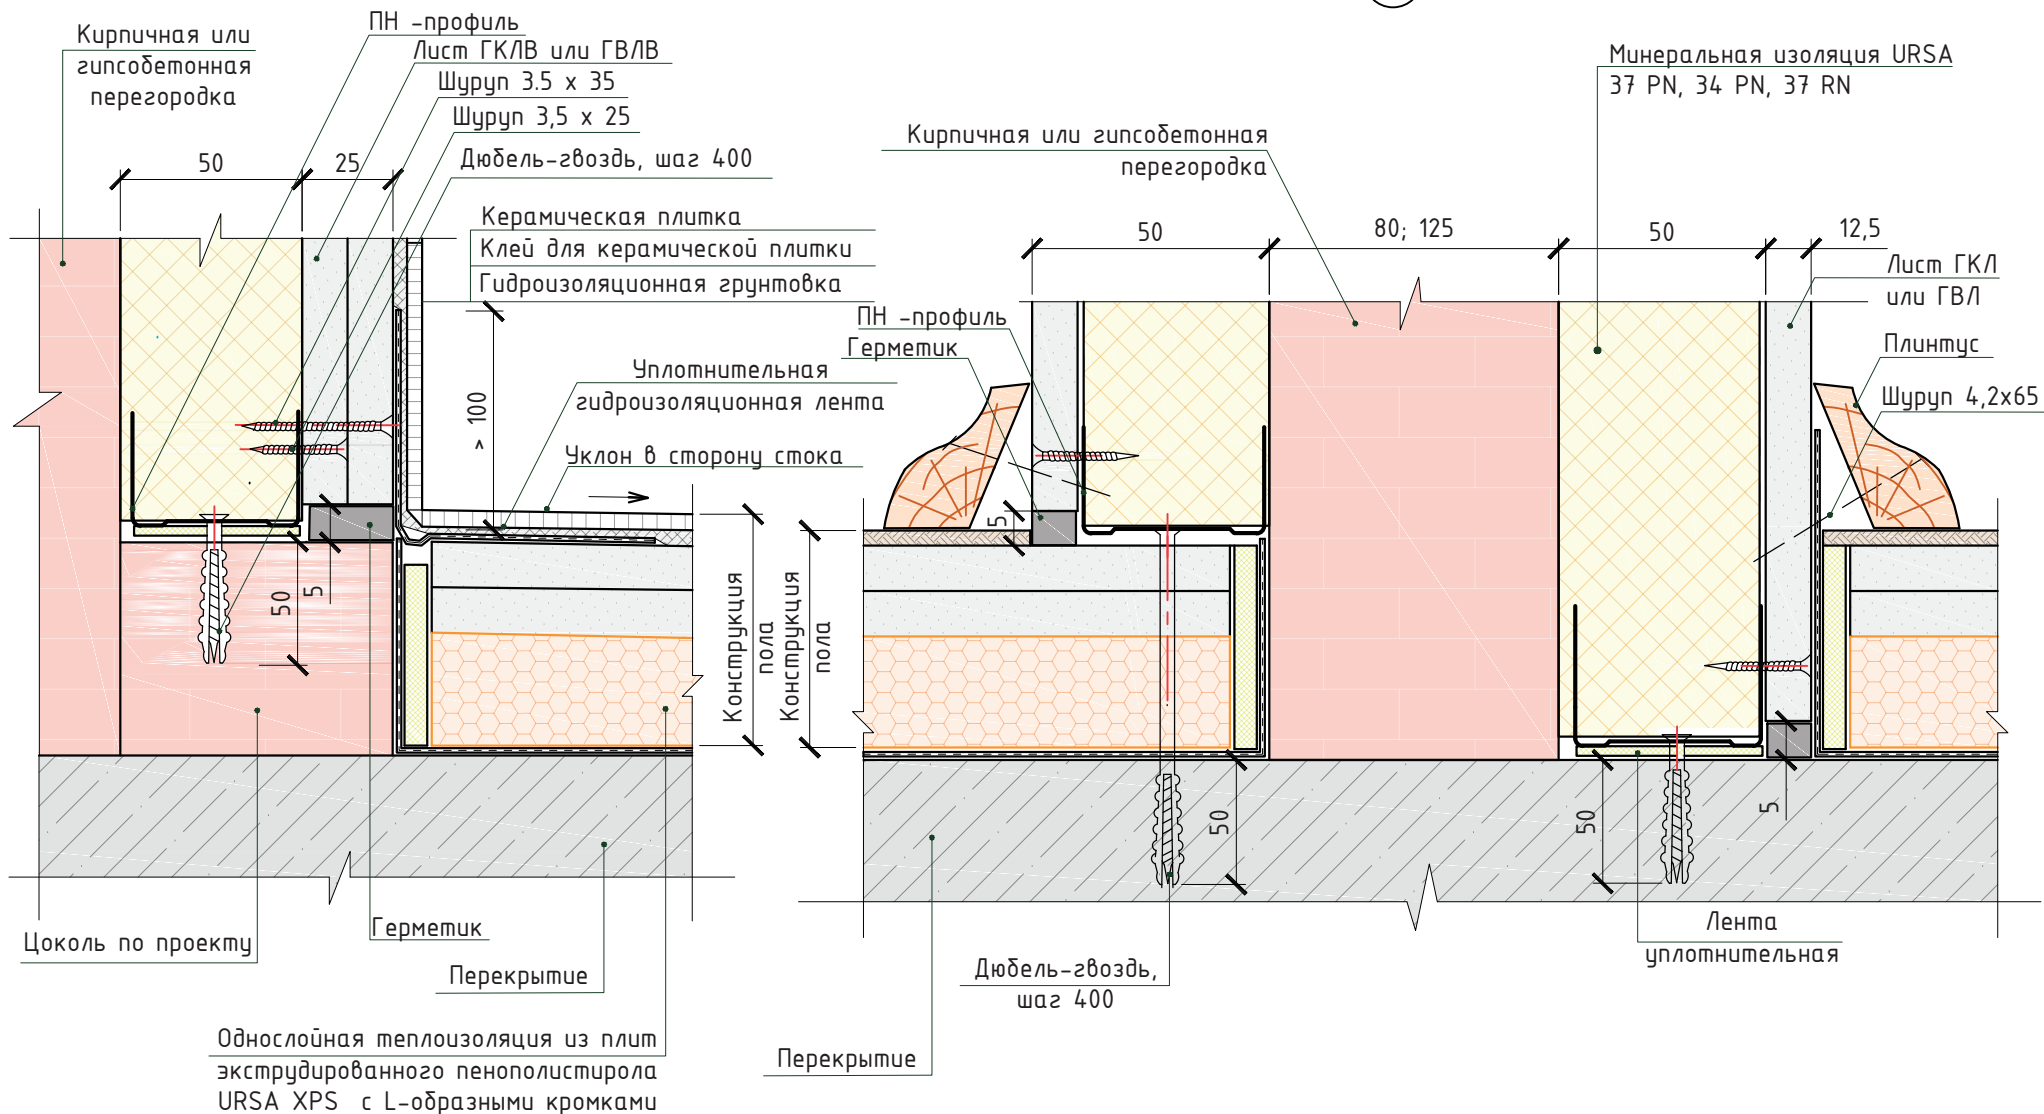 Кирпичная или
гипсобетонная
перегородка
ПН -профиль
Лист ГКЛВ или ГВЛВ
Шуруп 3.5 х 35
Шуруп 3,5 х 25
Дюбель-гвоздь, шаг 400
50
25
Керамическая плитка
Клей для керамической плитки
Гидроизоляционная грунтовка
> 100
Уплотнительная
гидроизоляционная лента
Уклон в сторону стока
50
5
Конструкция
пола
Цоколь по проекту
Герметик
Перекрытие
Однослойная теплоизоляция из плит
экструдированного пенополистирола
URSA XPS с L-образными кромками
Минеральная изоляция URSA
37 PN, 34 PN, 37 RN
Кирпичная или гипсобетонная
перегородка
50
80; 125
50
12,5
Лист ГКЛ
или ГВЛ
ПН -профиль
Герметик
Плинтус
Шуруп 4,2х65
5
Конструкция
пола
50
50
5
Лента
уплотнительная
Дюбель-гвоздь,
шаг 400
Перекрытие